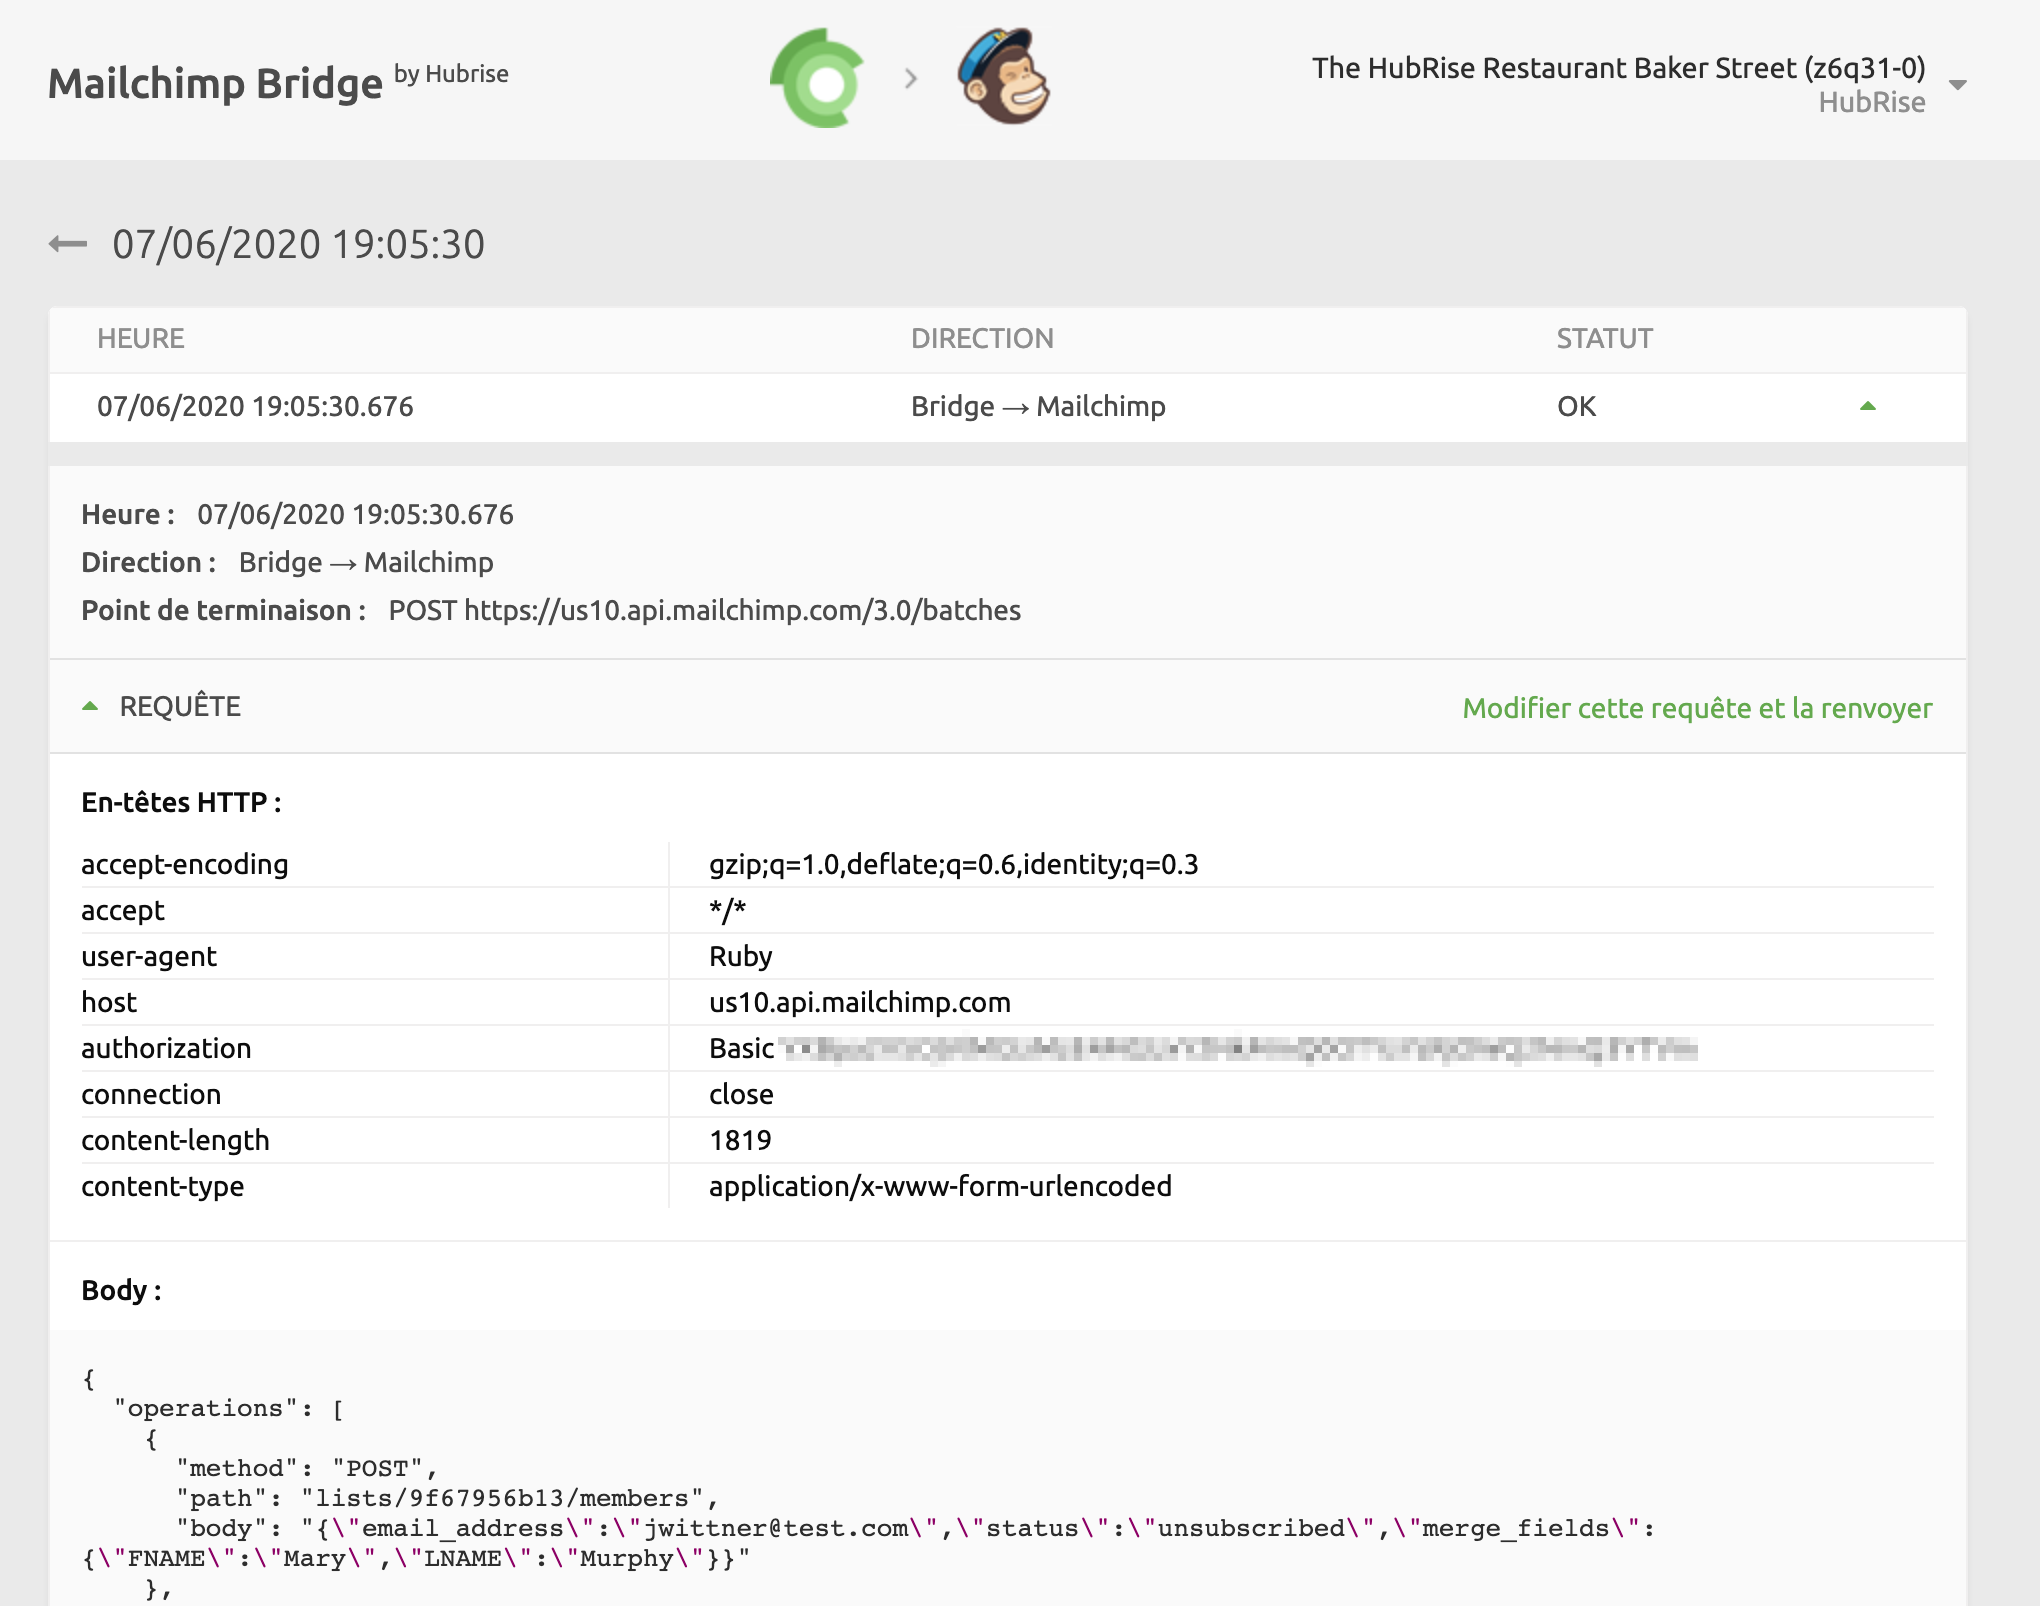 Mailchimp Bridge by Hubrise
The HubRise Restaurant Baker Street (z6q31-0)
HubRise
07/06/2020 19:05:30
HEURE DIRECTION STATUT
07/06/2020 19:05:30.676 Bridge → Mailchimp OK
Heure : 07/06/2020 19:05:30.676
Direction : Bridge → Mailchimp
Point de terminaison : POST https://us10.api.mailchimp.com/3.0/batches
REQUÊTE Modifier cette requête et la renvoyer
En-têtes HTTP :
accept-encoding gzip;q=1.0,deflate;q=0.6,identity;q=0.3
accept */*
user-agent Ruby
host us10.api.mailchimp.com
authorization Basic
connection close
content-length 1819
content-type application/x-www-form-urlencoded
Body :
{
"operations": [
{
"method": "POST",
"path": "lists/9f67956b13/members",
"body": "{\"email_address\":\"jwittner@test.com\",\"status\":\"unsubscribed\",\"merge_fields\":
{\"FNAME\":\"Mary\",\"LNAME\":\"Murphy\"}}"
},